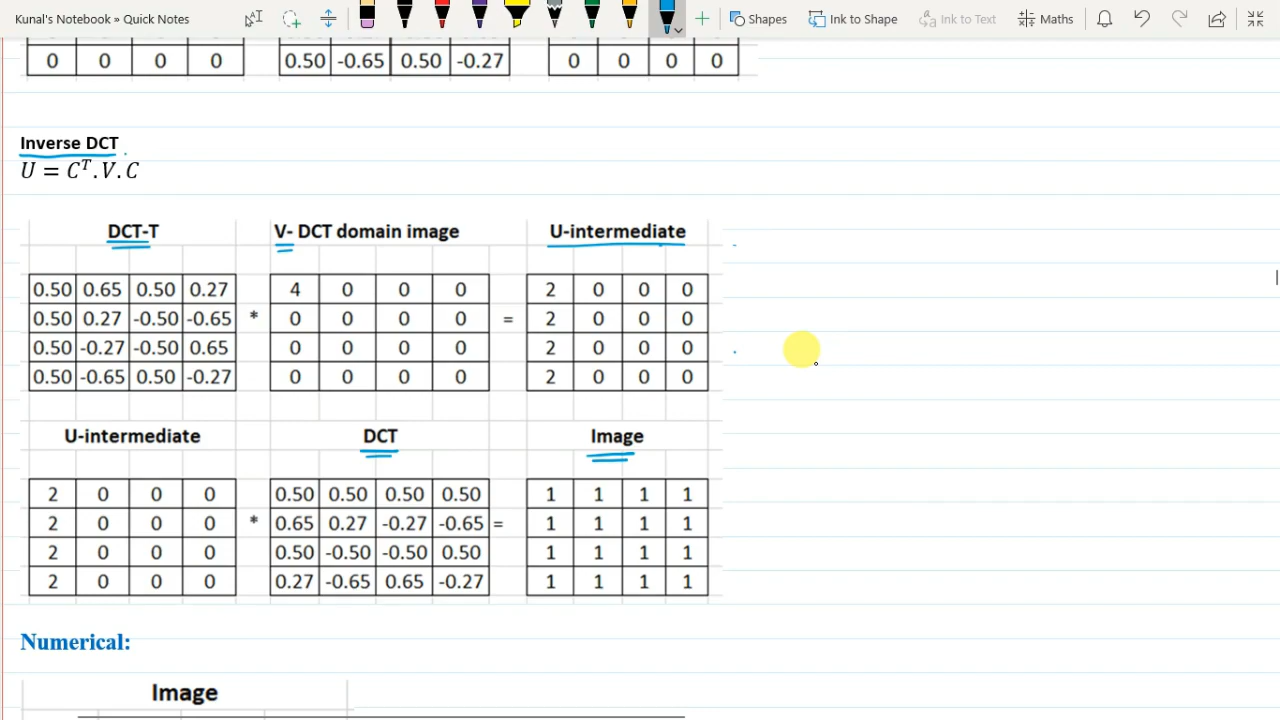 Kunal's Notebook » Quick Notes Shapes Ink to Shape Ink to Text Maths
0 0 0 0 0.50 -0.65 0.50 -0.27 0 0 0 0
Inverse DCT
U = C^T.V.C
DCT-T V- DCT domain image U-intermediate
0.50 0.65 0.50 0.27 4 0 0 0 2 0 0 0
0.50 0.27 -0.50 -0.65 * 0 0 0 0 = 2 0 0 0
0.50 -0.27 -0.50 0.65 0 0 0 0 2 0 0 0
0.50 -0.65 0.50 -0.27 0 0 0 0 2 0 0 0
U-intermediate DCT Image
2 0 0 0 0.50 0.50 0.50 0.50 1 1 1 1
2 0 0 0 * 0.65 0.27 -0.27 -0.65 = 1 1 1 1
2 0 0 0 0.50 -0.50 -0.50 0.50 1 1 1 1
2 0 0 0 0.27 -0.65 0.65 -0.27 1 1 1 1
Numerical:
Image